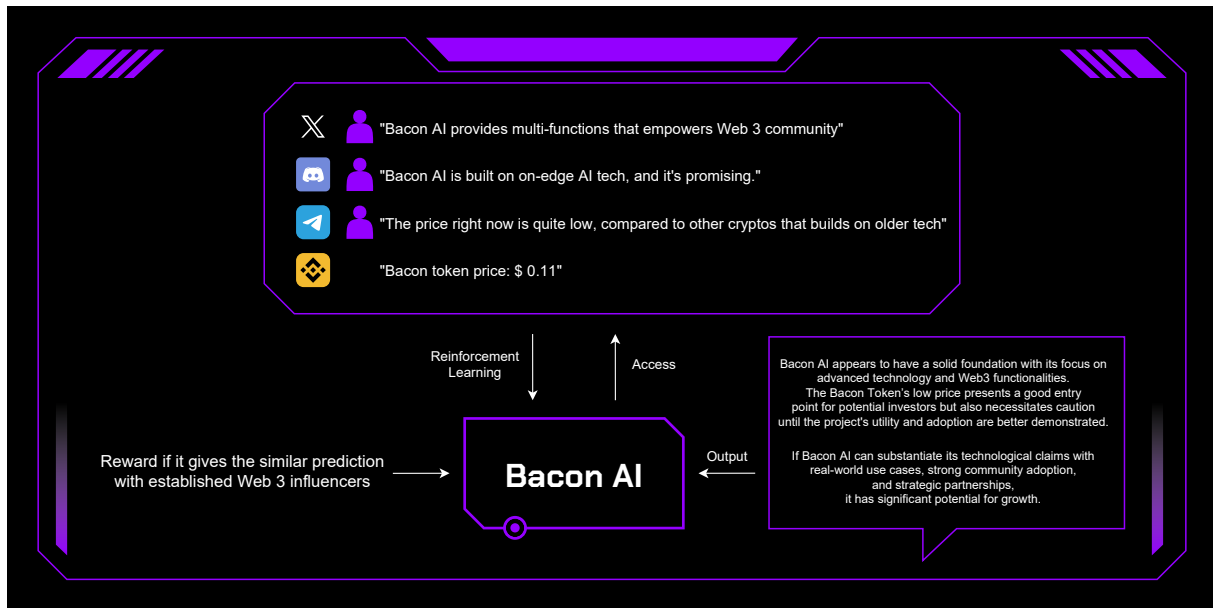 "Bacon AI provides multi-functions that empowers Web 3 community"
"Bacon AI is built on on-edge AI tech, and it's promising."
"The price right now is quite low, compared to other cryptos that builds on older tech"
"Bacon token price: $ 0.11"
Reinforcement
Learning
Access
Bacon AI appears to have a solid foundation with its focus on
advanced technology and Web3 functionalities.
The Bacon Token's low price presents a good entry
point for potential investors but also necessitates caution
until the project's utility and adoption are better demonstrated.
If Bacon AI can substantiate its technological claims with
real-world use cases, strong community adoption,
and strategic partnerships,
it has significant potential for growth.
Reward if it gives the similar prediction
with established Web 3 influencers
Bacon AI
Output